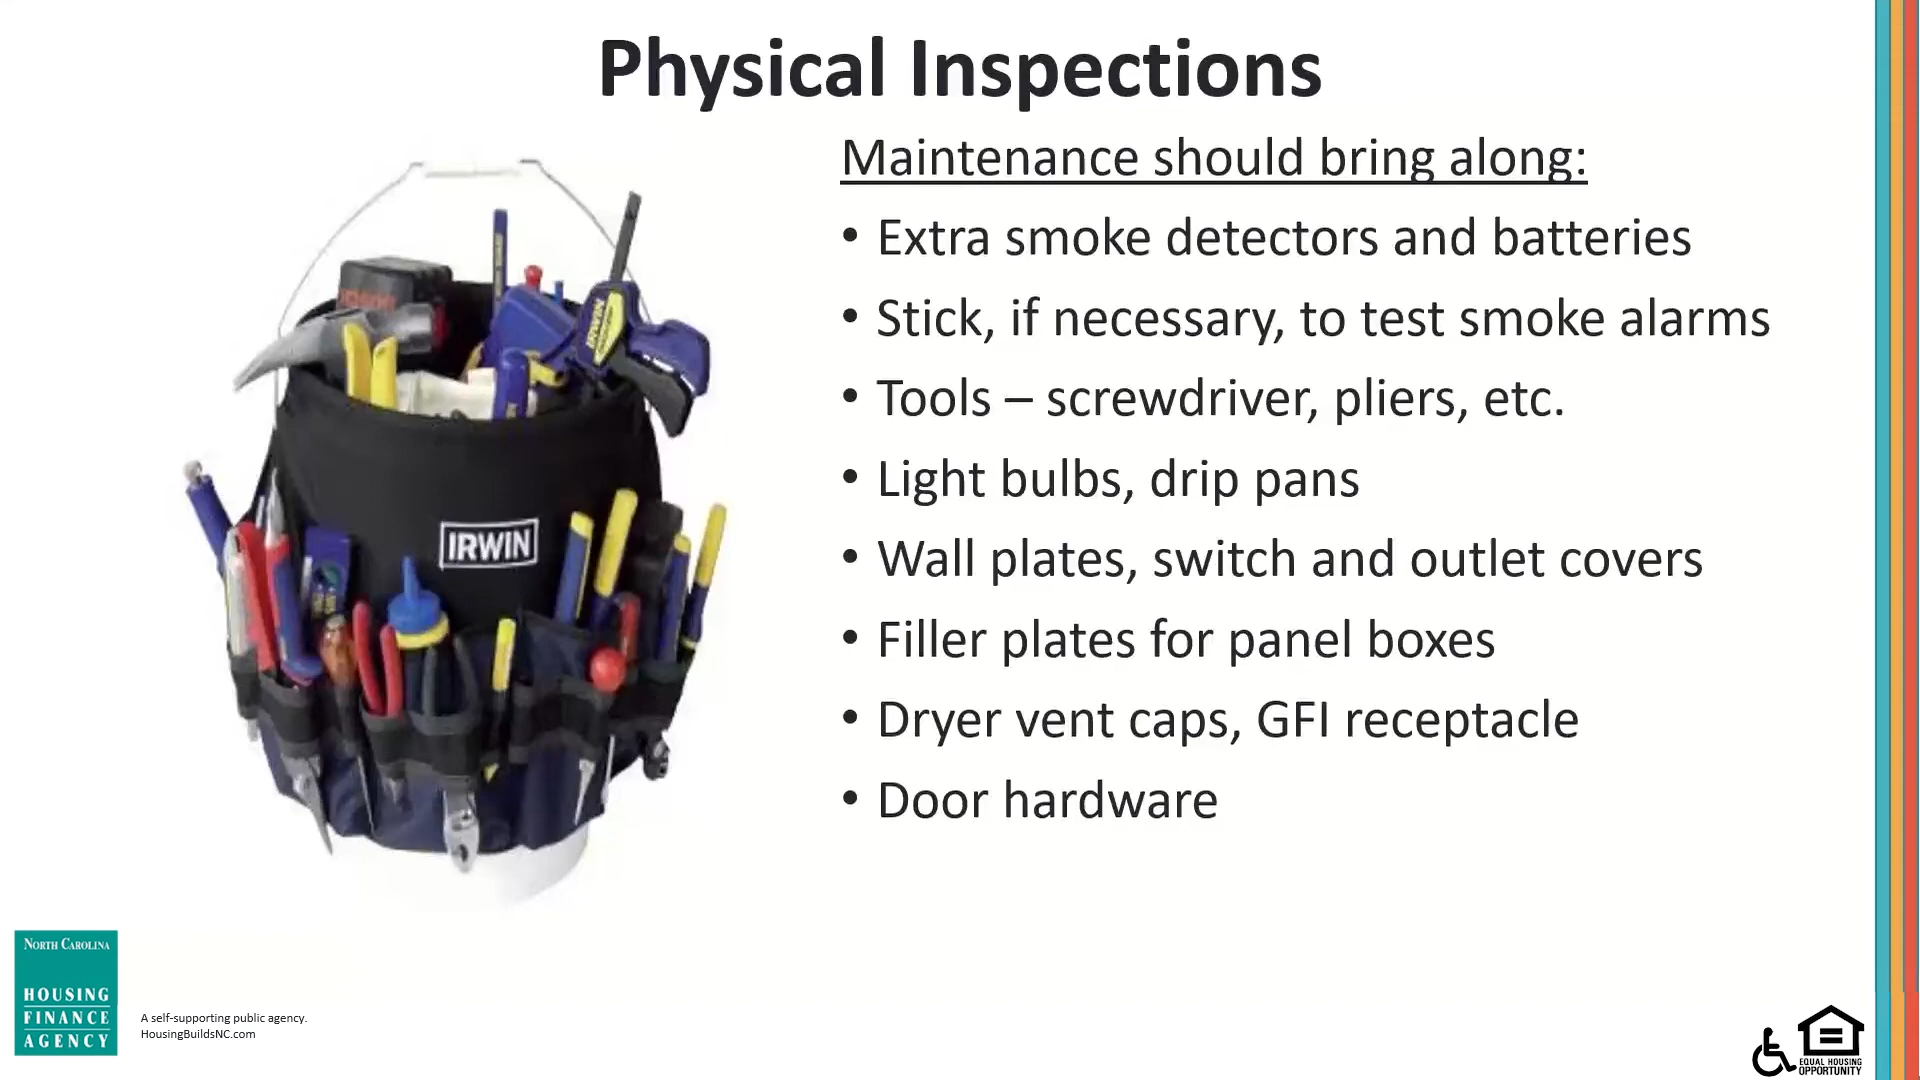 Physical Inspections
Maintenance should bring along:
• Extra smoke detectors and batteries
• Stick, if necessary, to test smoke alarms
• Tools – screwdriver, pliers, etc.
• Light bulbs, drip pans
• Wall plates, switch and outlet covers
• Filler plates for panel boxes
• Dryer vent caps, GFI receptacle
• Door hardware
IRWIN
IRWIN
NORTH CAROLINA
HOUSING
FINANCE
AGENCY
A self-supporting public agency.
HousingBuildsNC.com
EQUAL HOUSING
OPPORTUNITY